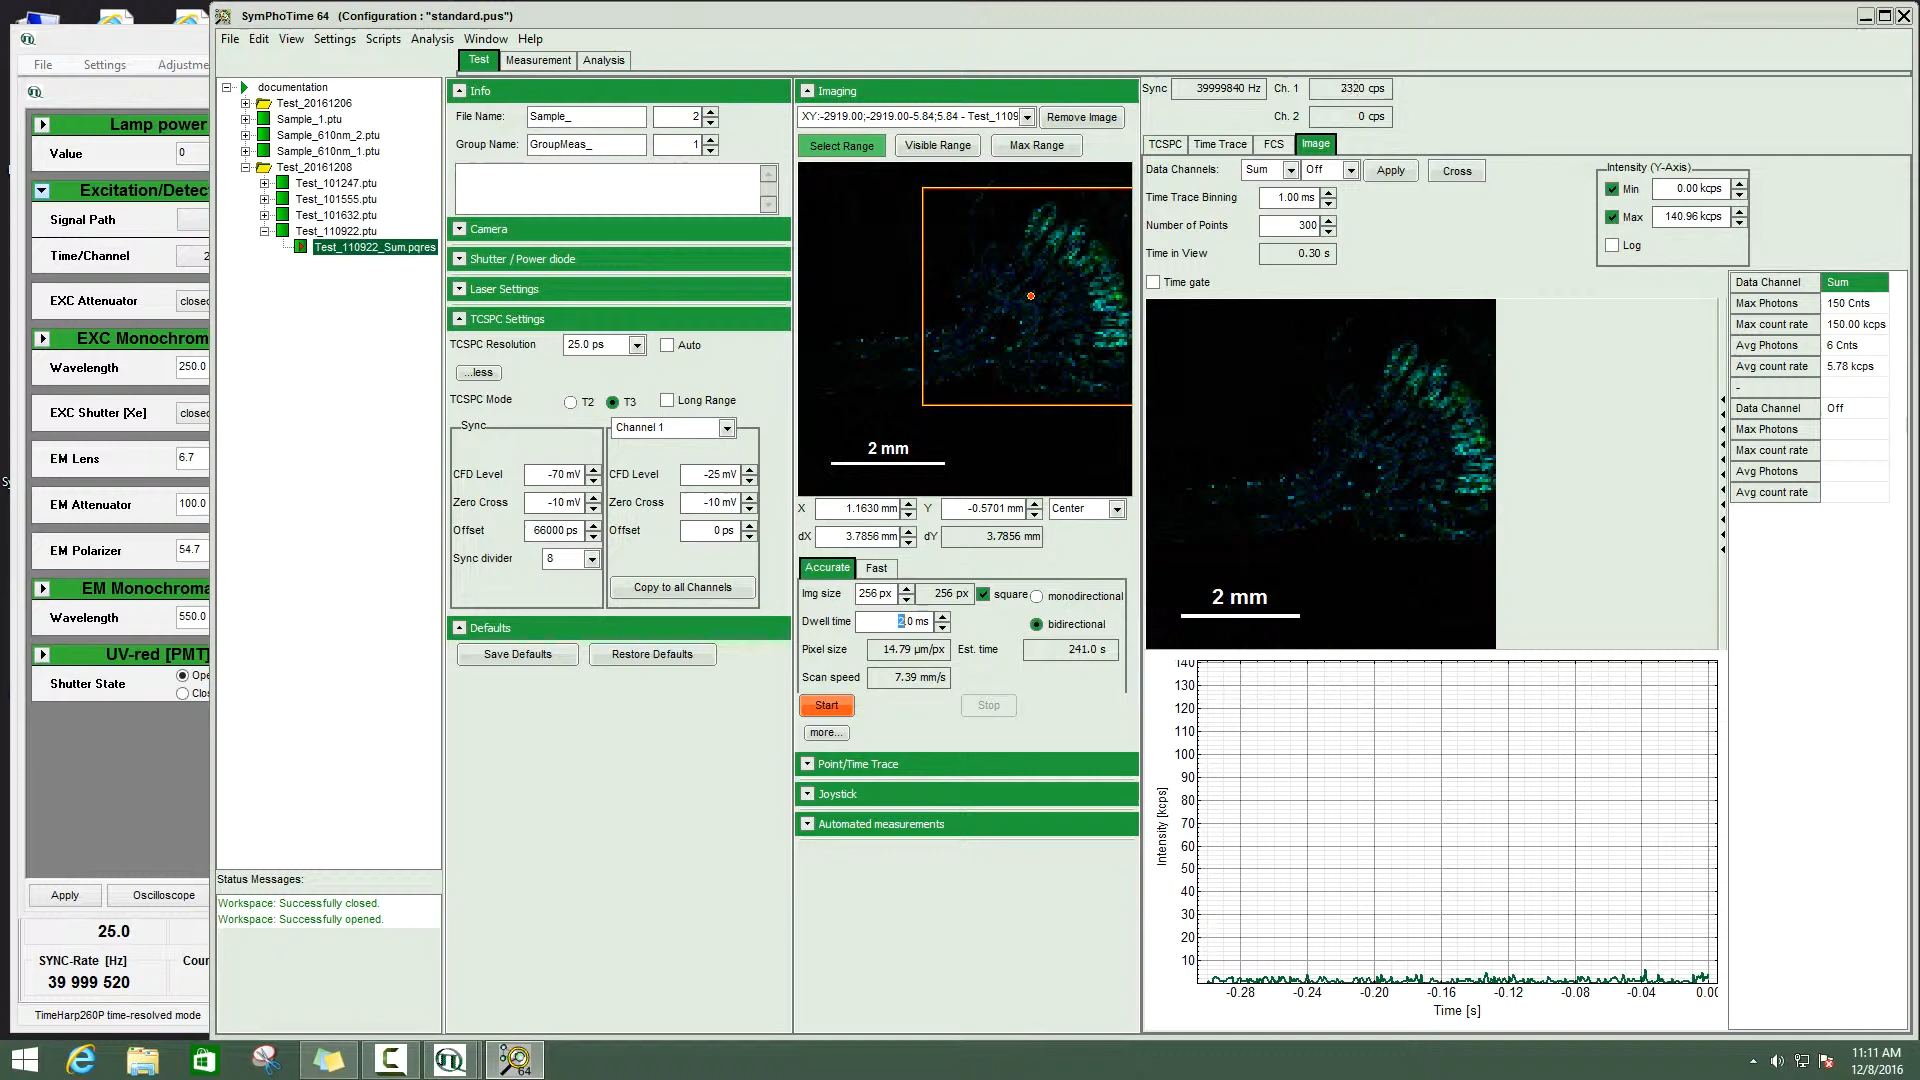 SymPhoTime 64 (Configuration : "standard.pus")
File Edit View Settings Scripts Analysis Window Help
Test Measurement Analysis
File Settings
Lamp power
Value 0
Signal Path
Time/Channel 2
EXC Attenuator
Wavelength 250.0
EXC Shutter [Xe]
EM Lens 6.7
EM Attenuator 100.0
EM Polarizer 54.7
Wavelength 550.0
UV-red [PMT]
Shutter State
Apply Oscilloscope
25.0
SYNC-Rate [Hz]
39 999 520
TimeHarp260P time-resolved mode
documentation
Test_20161206
Sample_1.ptu
Sample_610nm_2.ptu
Sample_610nm_1.ptu
Test_20161208
Test_101247.ptu
Test_101555.ptu
Test_101632.ptu
Test_110922.ptu
Test_110922_Sum.pqres
Status Messages:
Workspace: Successfully closed.
Workspace: Successfully opened.
Info
File Name: Sample_ 2
Group Name: GroupMeas_ 1
Camera
Shutter / Power diode
Laser Settings
TCSPC Settings
TCSPC Resolution 25.0 ps Auto
...less
TCSPC Mode T2 T3 Long Range
Sync Channel 1
CFD Level -70 mV CFD Level -25 mV
Zero Cross -10 mV Zero Cross -10 mV
Offset 66000 ps Offset 0 ps
Sync divider 8
Copy to all Channels
Defaults
Save Defaults Restore Defaults
Imaging
XY:-2919.00;-2919.00-5.84;5.84 - Test_1109 Remove Image
Select Range Visible Range Max Range
2 mm
X 1.1630 mm Y -0.5701 mm Center
dX 3.7856 mm dY 3.7856 mm
Accurate Fast
Img size 256 px 256 px square monodirectional
Dwell time 2.0 ms bidirectional
Pixel size 14.79 µm/px Est. time 241.0 s
Scan speed 7.39 mm/s
Start Stop
more...
Point/Time Trace
Joystick
Automated measurements
Sync 39999840 Hz Ch. 1 3320 cps
Ch. 2 0 cps
TCSPC Time Trace FCS Image
Data Channels: Sum Off Apply Cross
Time Trace Binning 1.00 ms
Number of Points 300
Time in View 0.30 s
Time gate
Intensity (Y-Axis)
Min 0.00 kcps
Max 140.96 kcps
Log
2 mm
Data Channel Sum
Max Photons 150 Cnts
Max count rate 150.00 kcps
Avg Photons 6 Cnts
Avg count rate 5.78 kcps
-
Data Channel Off
Max Photons
Max count rate
Avg Photons
Avg count rate
Intensity [kcps]
140
130
120
110
100
90
80
70
60
50
40
30
20
10
-0.28 -0.24 -0.20 -0.16 -0.12 -0.08 -0.04 0.00
Time [s]
64
11:11 AM
12/8/2016